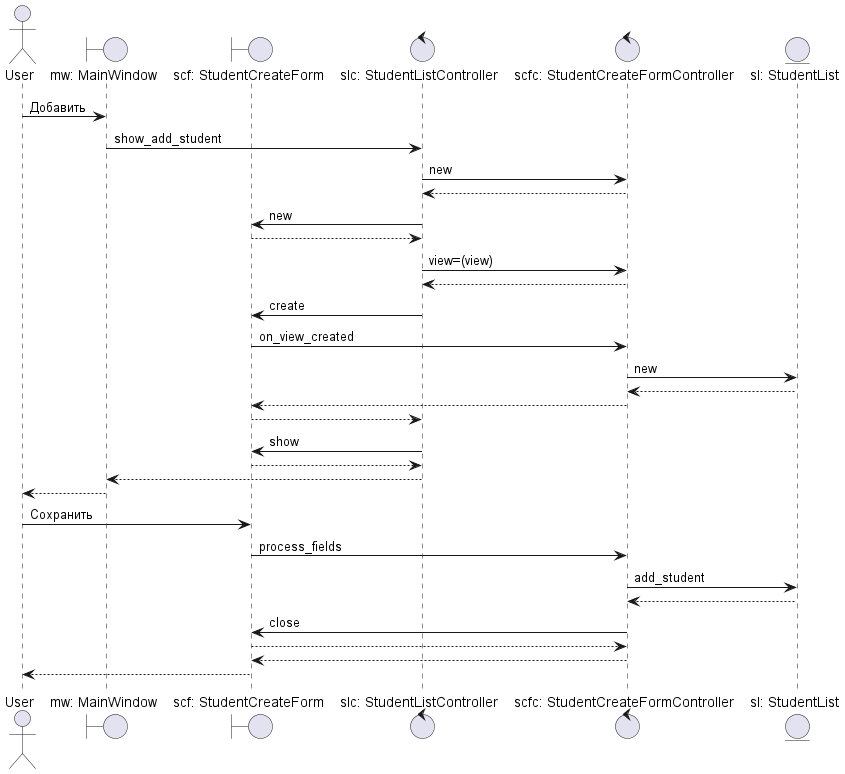 User mw: MainWindow scf: StudentCreateForm slc: StudentListController scfc: StudentCreateFormController sl: StudentList
Добавить
show_add_student
new
new
view=(view)
create
on_view_created
new
show
Сохранить
process_fields
add_student
close
User mw: MainWindow scf: StudentCreateForm slc: StudentListController scfc: StudentCreateFormController sl: StudentList